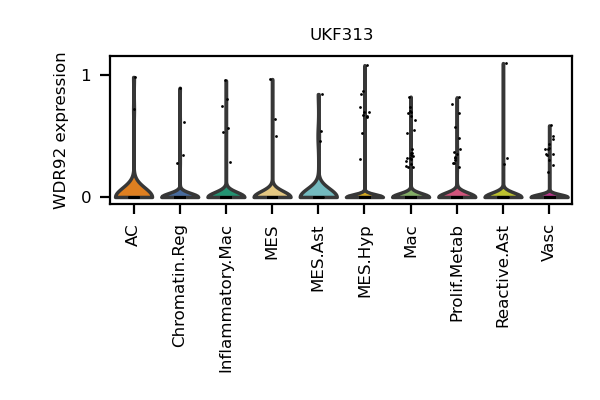 UKF313
WDR92 expression
1
0
AC
Chromatin.Reg
Inflammatory.Mac
MES
MES.Ast
MES.Hyp
Mac
Prolif.Metab
Reactive.Ast
Vasc